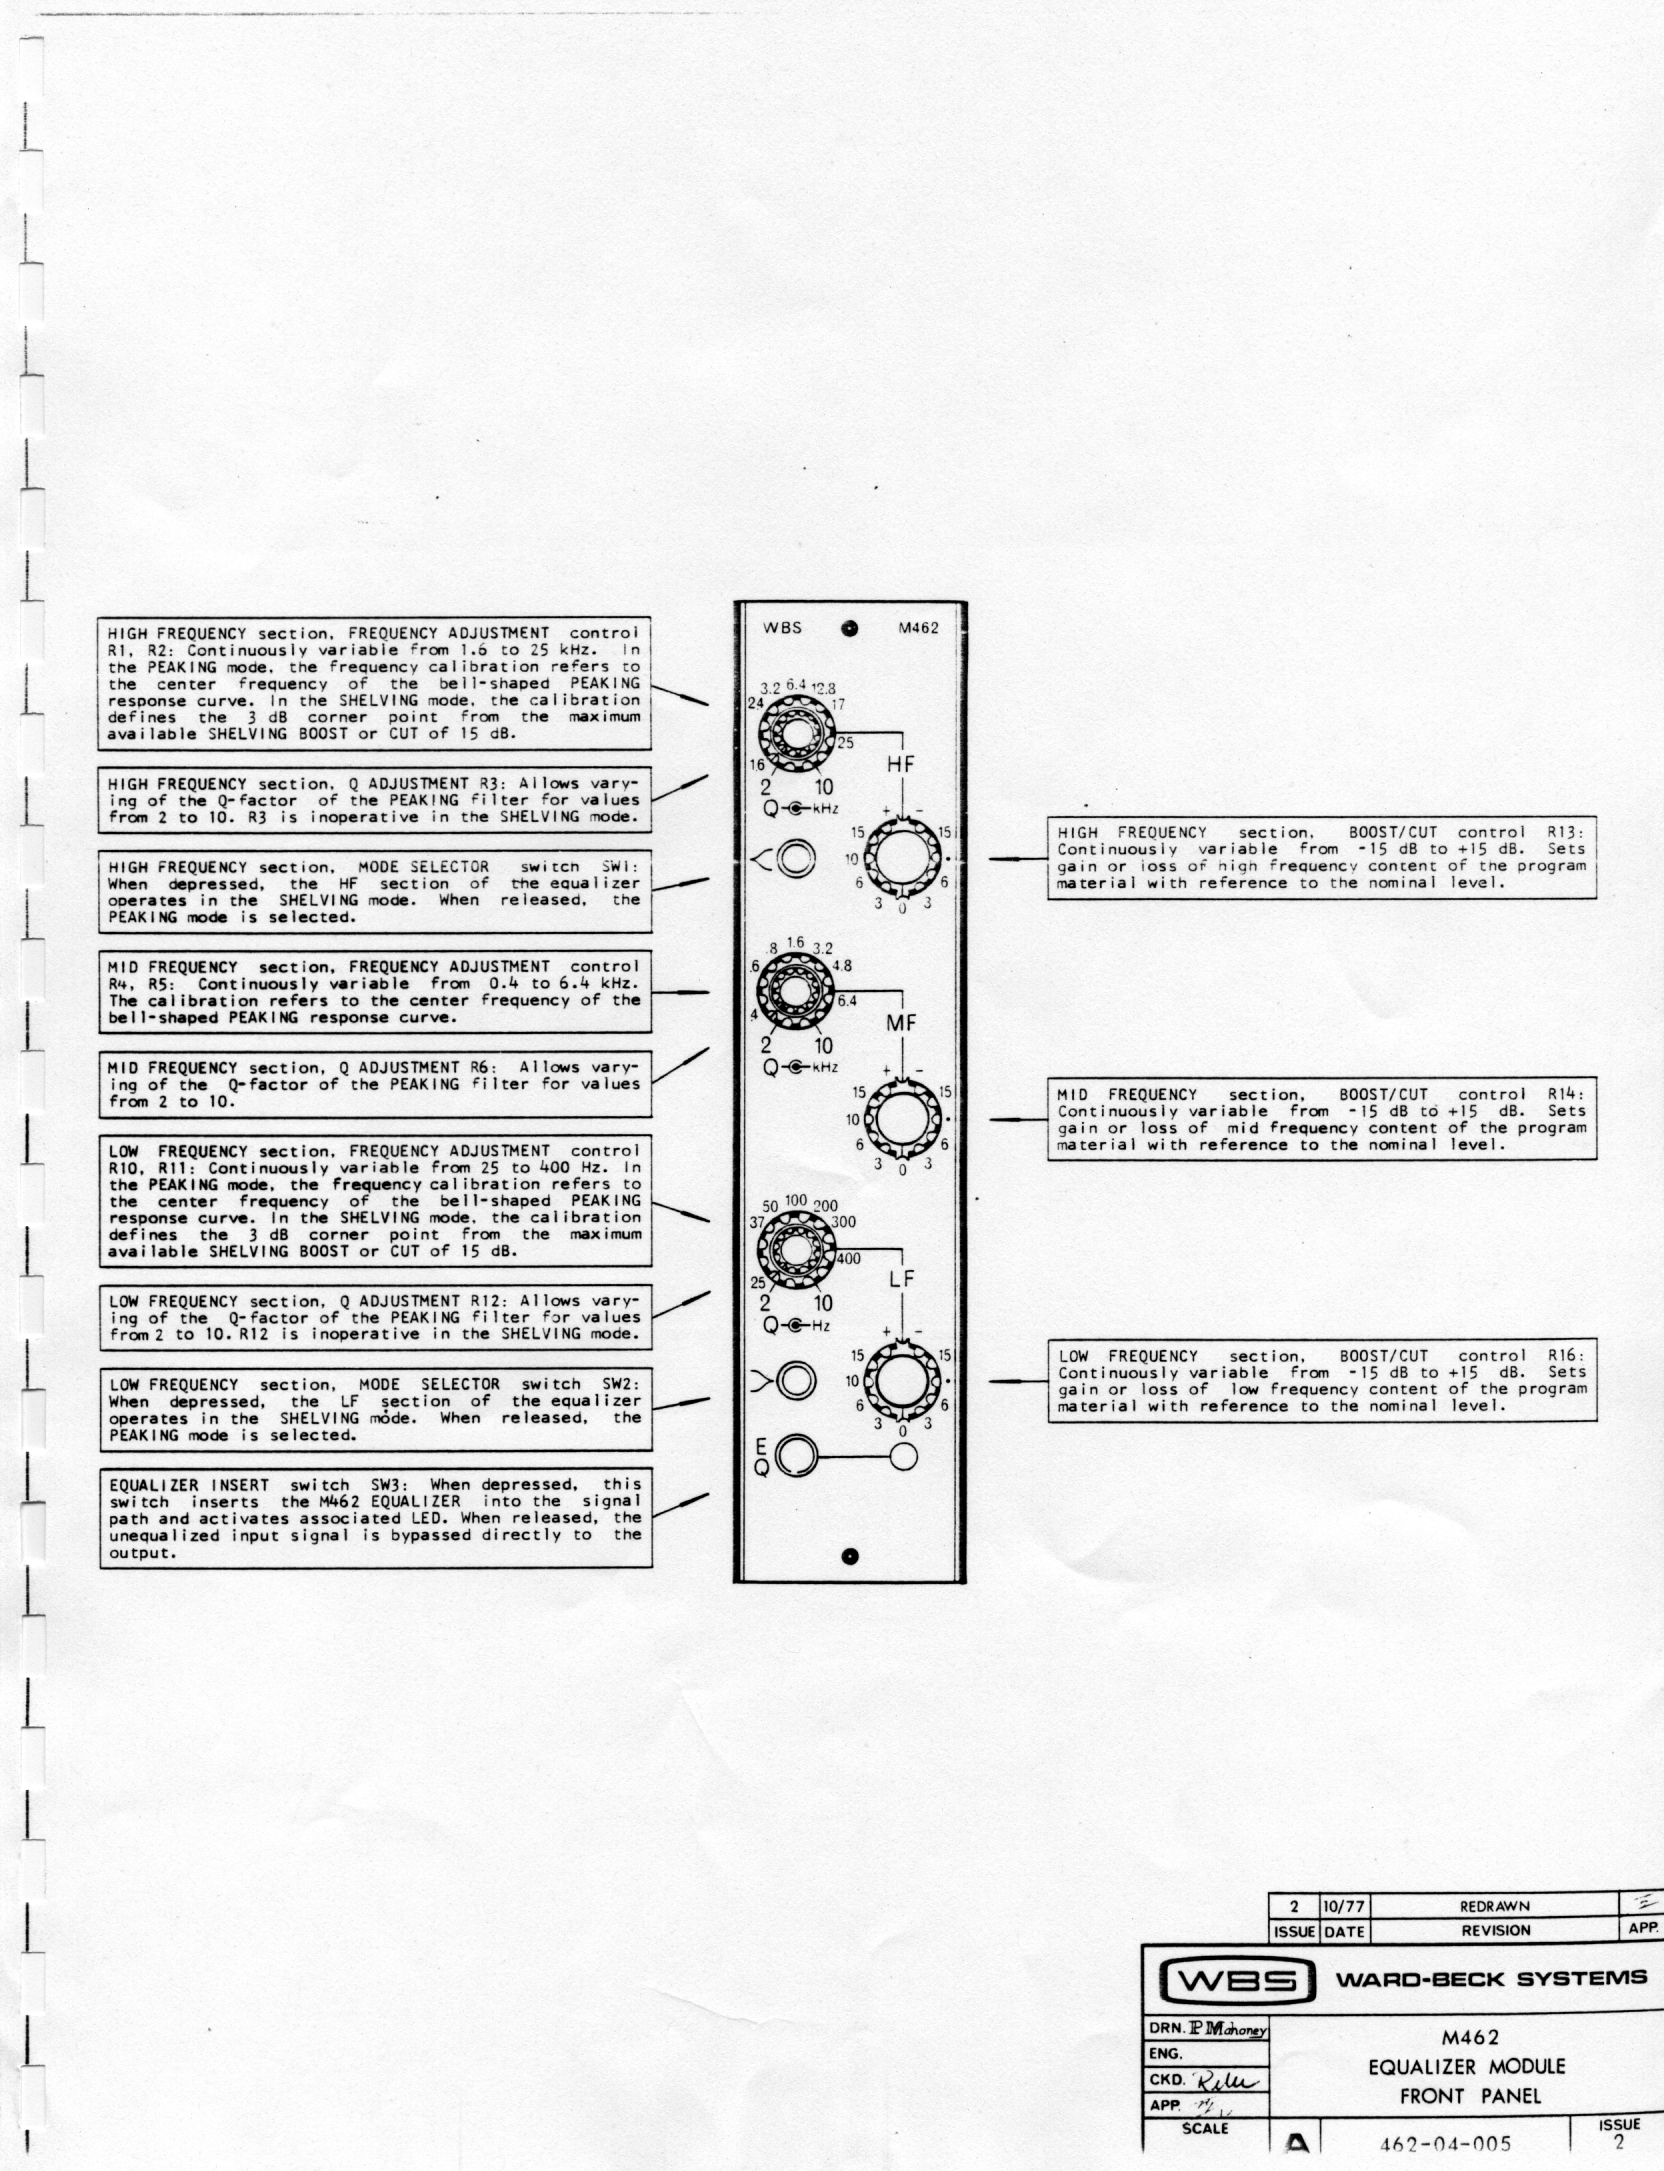 HIGH FREQUENCY section, FREQUENCY ADJUSTMENT control
R1, R2: Continuously variable from 1.6 to 25 kHz. In
the PEAKING mode, the frequency calibration refers to
the center frequency of the bell-shaped PEAKING
response curve. In the SHELVING mode, the calibration
defines the 3 dB corner point from the maximum
available SHELVING BOOST or CUT of 15 dB.
HIGH FREQUENCY section, Q ADJUSTMENT R3: Allows vary-
ing of the Q-factor of the PEAKING filter for values
from 2 to 10. R3 is inoperative in the SHELVING mode.
HIGH FREQUENCY section, MODE SELECTOR switch SW1:
When depressed, the HF section of the equalizer
operates in the SHELVING mode. When released, the
PEAKING mode is selected.
MID FREQUENCY section, FREQUENCY ADJUSTMENT control
R4, R5: Continuously variable from 0.4 to 6.4 kHz.
The calibration refers to the center frequency of the
bell-shaped PEAKING response curve.
MID FREQUENCY section, Q ADJUSTMENT R6: Allows vary-
ing of the Q-factor of the PEAKING filter for values
from 2 to 10.
LOW FREQUENCY section, FREQUENCY ADJUSTMENT control
R10, R11: Continuously variable from 25 to 400 Hz. In
the PEAKING mode, the frequency calibration refers to
the center frequency of the bell-shaped PEAKING
response curve. In the SHELVING mode, the calibration
defines the 3 dB corner point from the maximum
available SHELVING BOOST or CUT of 15 dB.
LOW FREQUENCY section, Q ADJUSTMENT R12: Allows vary-
ing of the Q-factor of the PEAKING filter for values
from 2 to 10. R12 is inoperative in the SHELVING mode.
LOW FREQUENCY section, MODE SELECTOR switch SW2:
When depressed, the LF section of the equalizer
operates in the SHELVING mode. When released, the
PEAKING mode is selected.
EQUALIZER INSERT switch SW3: When depressed, this
switch inserts the M462 EQUALIZER into the signal
path and activates associated LED. When released, the
unequalized input signal is bypassed directly to the
output.
WBS M462
3.2 6.4 12.8
24 17
25
1.6
HF
2 10
Q kHz
+ -
15 15
10
6 6
3 0 3
.8 1.6 3.2
.6 4.8
6.4
.4
MF
2 10
Q kHz
+ -
15 15
10
6 6
3 0 3
50 100 200
37 300
400
25
LF
2 10
Q Hz
+ -
15 15
10
6 6
3 0 3
E
Q
HIGH FREQUENCY section, BOOST/CUT control R13:
Continuously variable from -15 dB to +15 dB. Sets
gain or loss of high frequency content of the program
material with reference to the nominal level.
MID FREQUENCY section, BOOST/CUT control R14:
Continuously variable from -15 dB to +15 dB. Sets
gain or loss of mid frequency content of the program
material with reference to the nominal level.
LOW FREQUENCY section, BOOST/CUT control R16:
Continuously variable from -15 dB to +15 dB. Sets
gain or loss of low frequency content of the program
material with reference to the nominal level.
2 10/77 REDRAWN
ISSUE DATE REVISION APP.
WBS WARD-BECK SYSTEMS
DRN. P Mahoney
ENG.
CKD.
APP.
SCALE
M462
EQUALIZER MODULE
FRONT PANEL
A 462-04-005
ISSUE
2